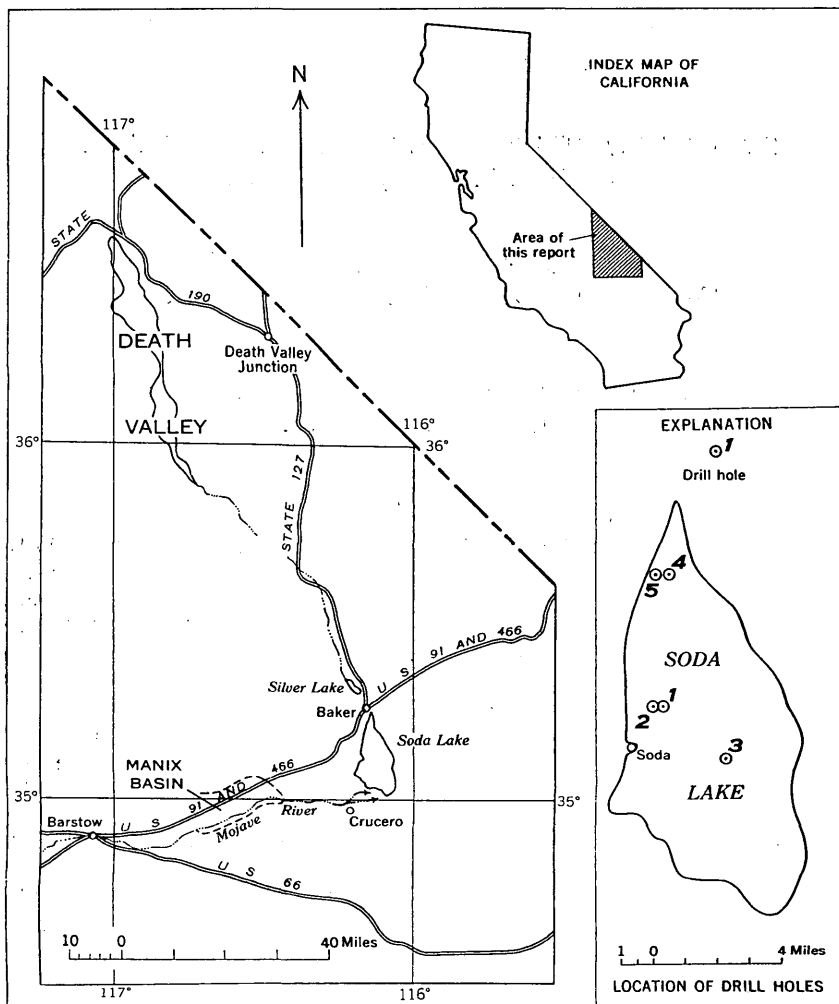 INDEX MAP OF
CALIFORNIA
Area of
this report
N
117°
STATE
190
DEATH
VALLEY
Death Valley
Junction
116°
36°
36°
STATE 127
U S 91 AND 466
Silver Lake
Baker
Soda Lake
MANIX
BASIN
U S 91 AND 466
35°
35°
Barstow
Mojave River
Crucero
U S 66
10 0 40 Miles
117°
116°
EXPLANATION
1
Drill hole
4
5
SODA
2
1
Soda
3
LAKE
1 0 4 Miles
LOCATION OF DRILL HOLES